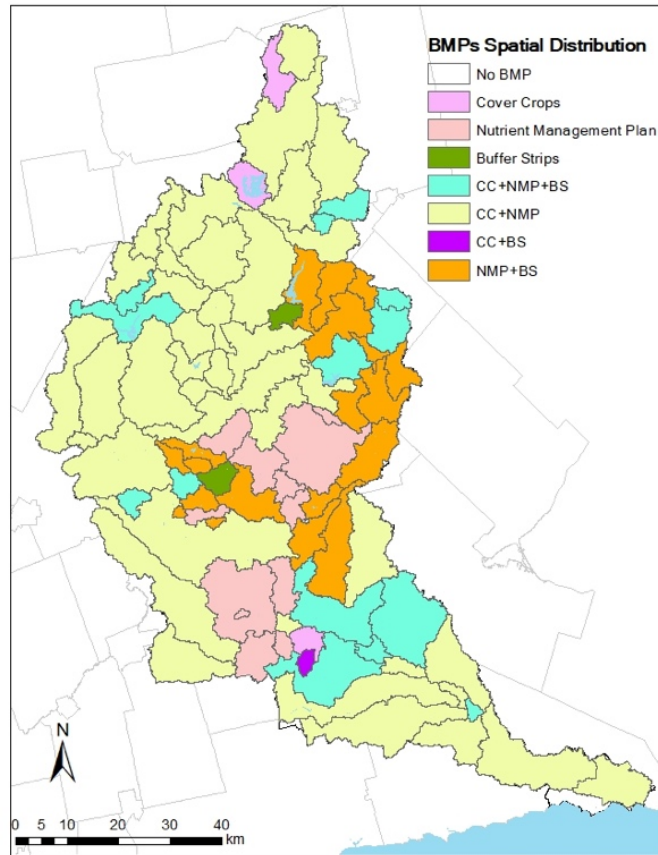 BMPs Spatial Distribution
No BMP
Cover Crops
Nutrient Management Plan
Buffer Strips
CC+NMP+BS
CC+NMP
CC+BS
NMP+BS
N
0 5 10 20 30 40
km